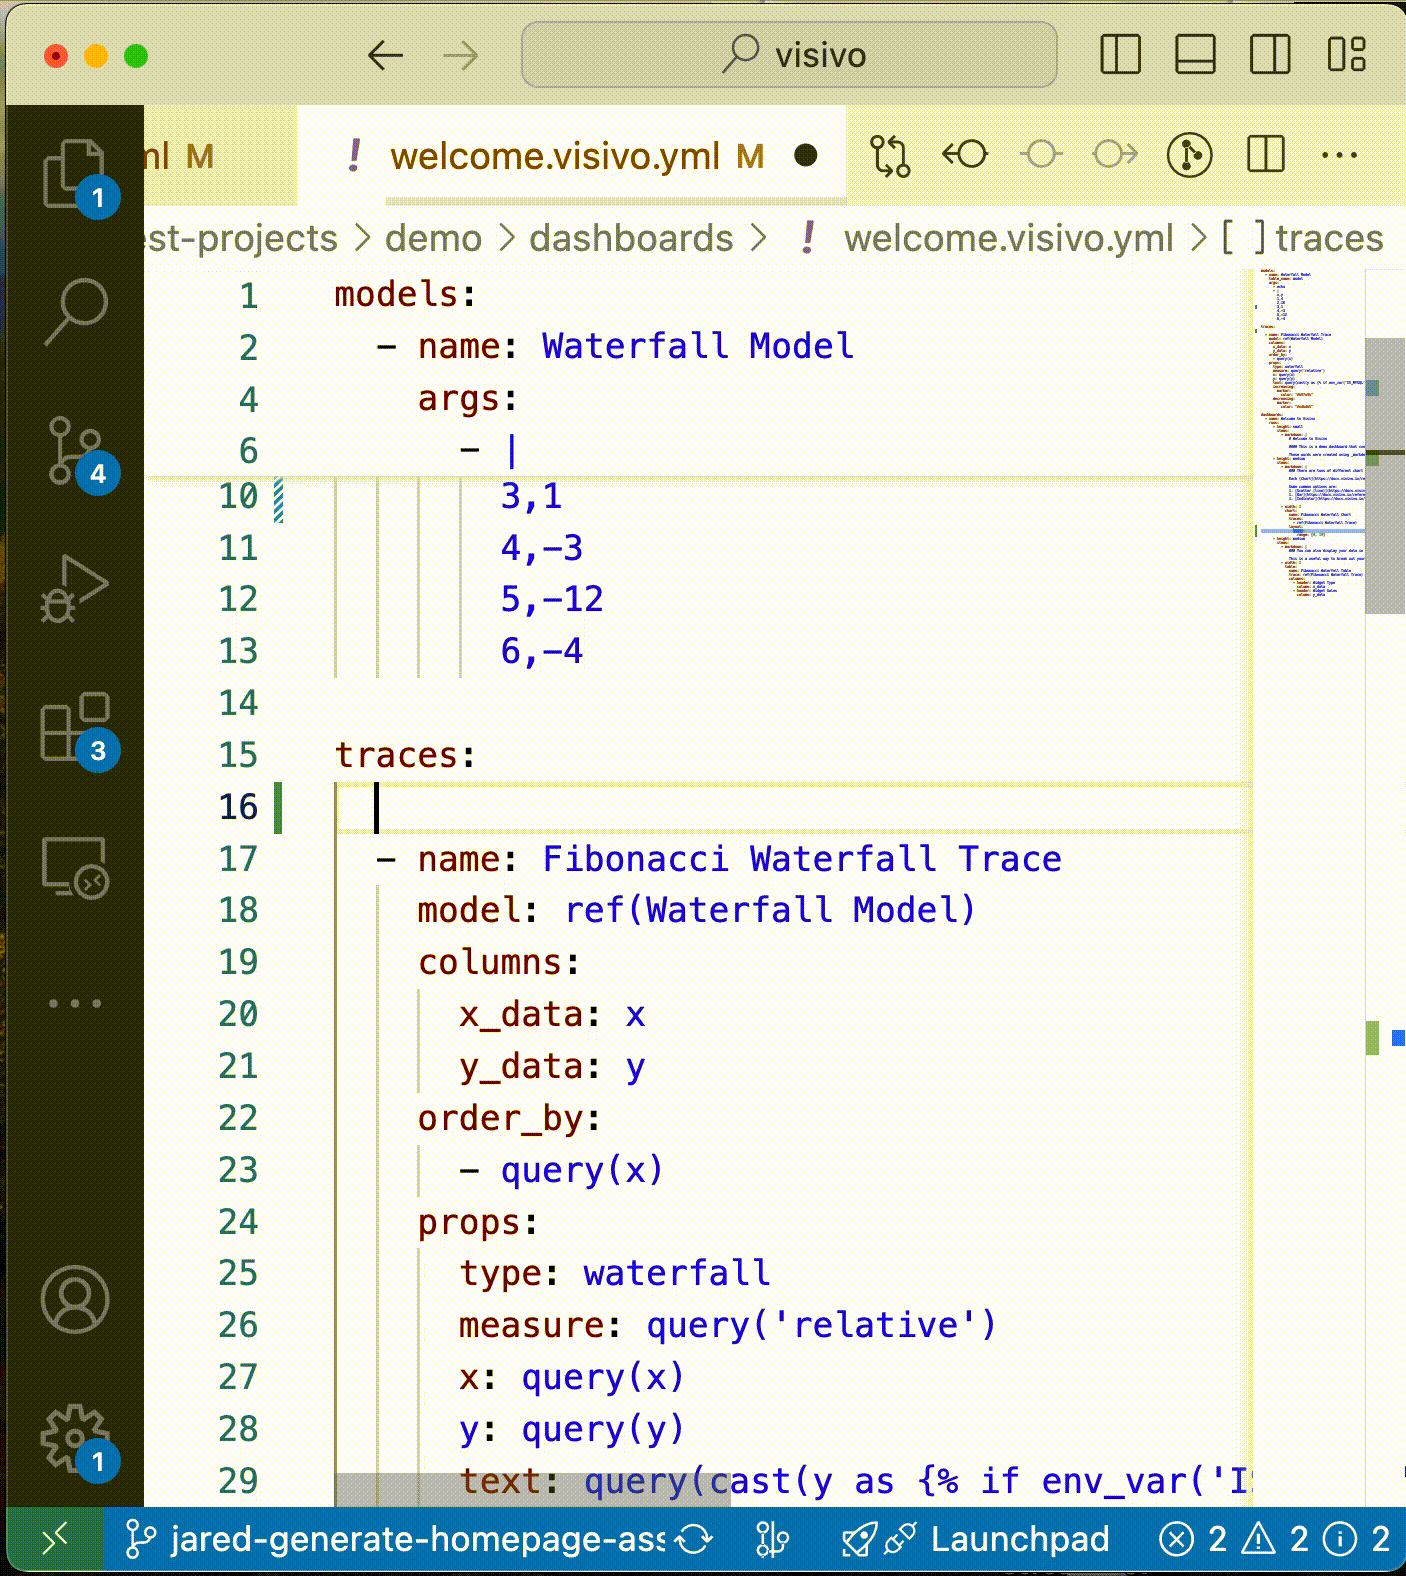 visivo
ml M
! welcome.visivo.yml M
est-projects > demo > dashboards > ! welcome.visivo.yml > [ ] traces
1 models:
2 - name: Waterfall Model
4 args:
6 - |
10 3,1
11 4,-3
12 5,-12
13 6,-4
14
15 traces:
16
17 - name: Fibonacci Waterfall Trace
18 model: ref(Waterfall Model)
19 columns:
20 x_data: x
21 y_data: y
22 order_by:
23 - query(x)
24 props:
25 type: waterfall
26 measure: query('relative')
27 x: query(x)
28 y: query(y)
29 text: query(cast(y as {% if env_var('IS
1
4
3
1
jared-generate-homepage-ass Launchpad 2 2 2